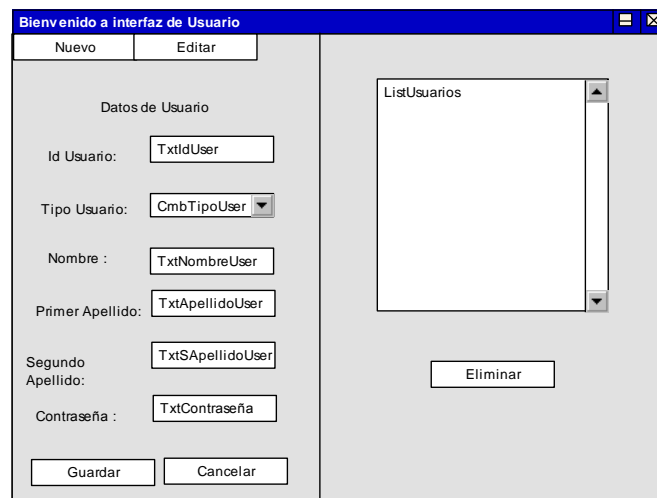 Bienvenido a interfaz de Usuario
Nuevo Editar
Datos de Usuario
Id Usuario: TxtIdUser
Tipo Usuario: CmbTipoUser
Nombre : TxtNombreUser
Primer Apellido: TxtApellidoUser
Segundo
Apellido: TxtSApellidoUser
Contraseña : TxtContraseña
Guardar Cancelar
ListUsuarios
Eliminar